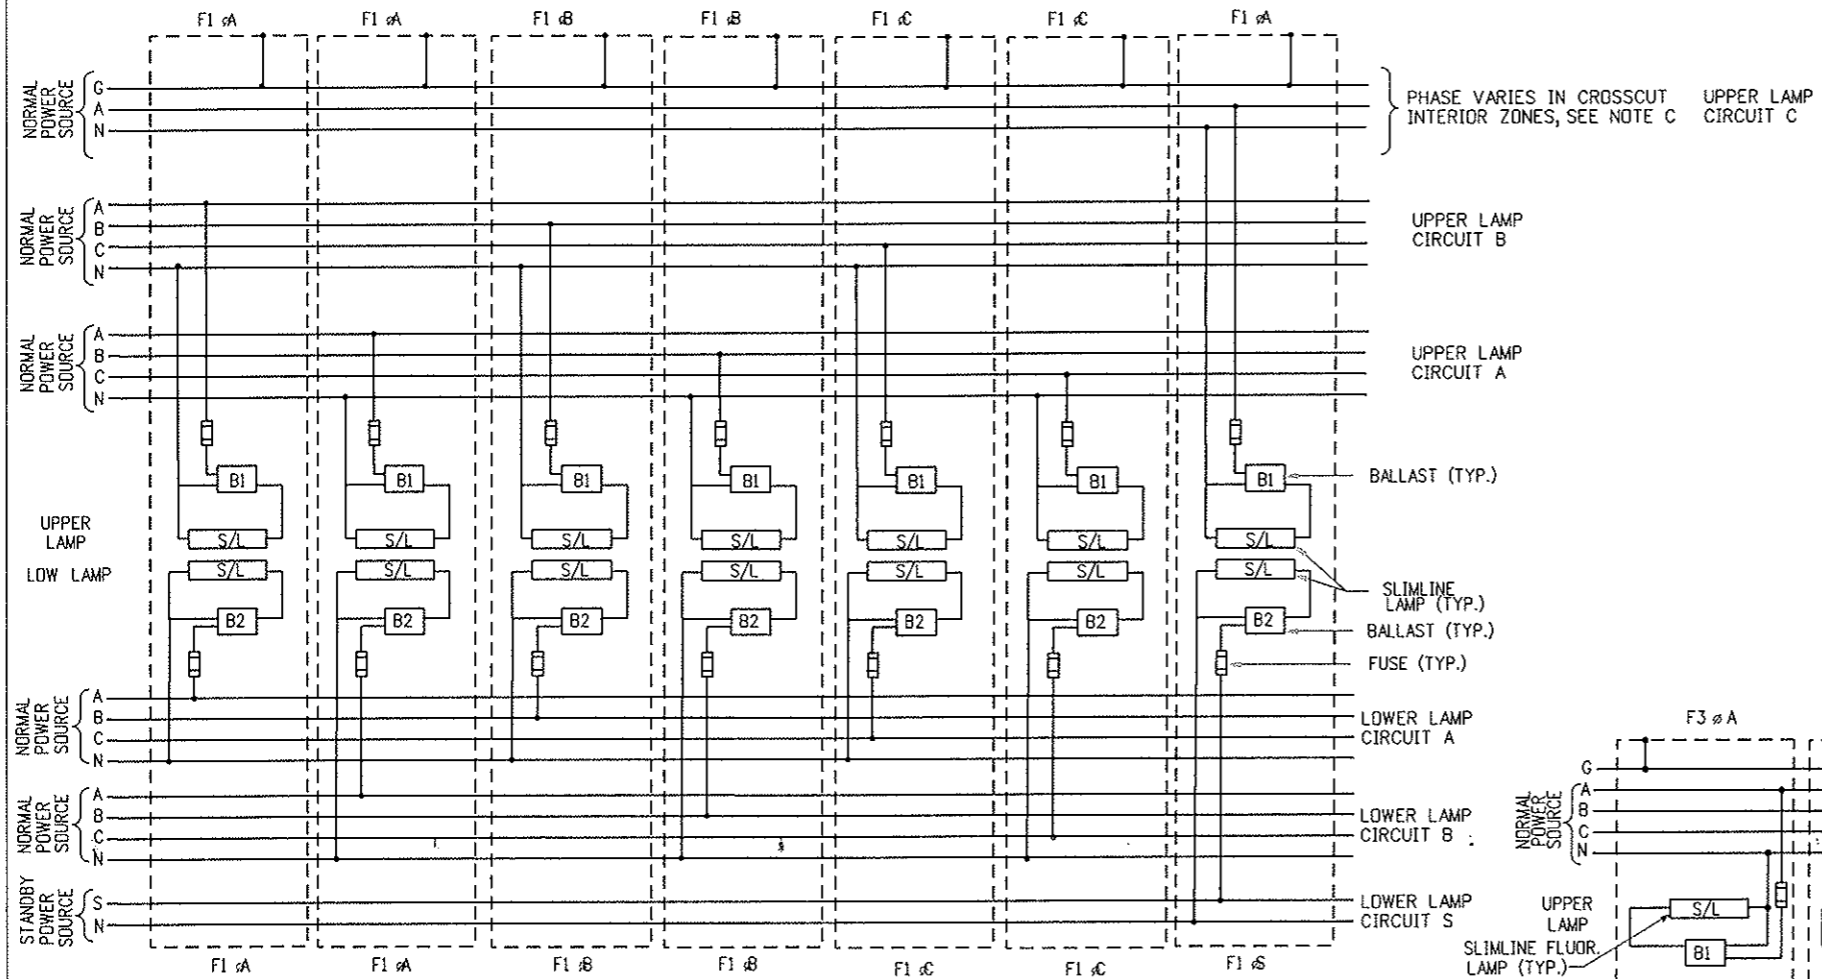 F1 øA F1 øA F1 øB F1 øB F1 øC F1 øC F1 øA
NORMAL
POWER
SOURCE
G
A
N
PHASE VARIES IN CROSSCUT
INTERIOR ZONES, SEE NOTE C
UPPER LAMP
CIRCUIT C
NORMAL
POWER
SOURCE
A
B
C
N
UPPER LAMP
CIRCUIT B
NORMAL
POWER
SOURCE
A
B
C
N
UPPER LAMP
CIRCUIT A
B1 B1 B1 B1 B1 B1 B1
BALLAST (TYP.)
UPPER
LAMP
S/L S/L S/L S/L S/L S/L S/L
LOW LAMP
S/L S/L S/L S/L S/L S/L S/L
SLIMLINE
LAMP (TYP.)
B2 B2 B2 B2 B2 B2 B2
BALLAST (TYP.)
FUSE (TYP.)
NORMAL
POWER
SOURCE
A
B
C
N
LOWER LAMP
CIRCUIT A
NORMAL
POWER
SOURCE
A
B
C
N
LOWER LAMP
CIRCUIT B
STANDBY
POWER
SOURCE
S
N
LOWER LAMP
CIRCUIT S
F1 øA F1 øA F1 øB F1 øB F1 øC F1 øC F1 øS
F3 øA
G
NORMAL
POWER
SOURCE
A
B
C
N
UPPER
LAMP
S/L
SLIMLINE FLUOR.
LAMP (TYP.)
B1